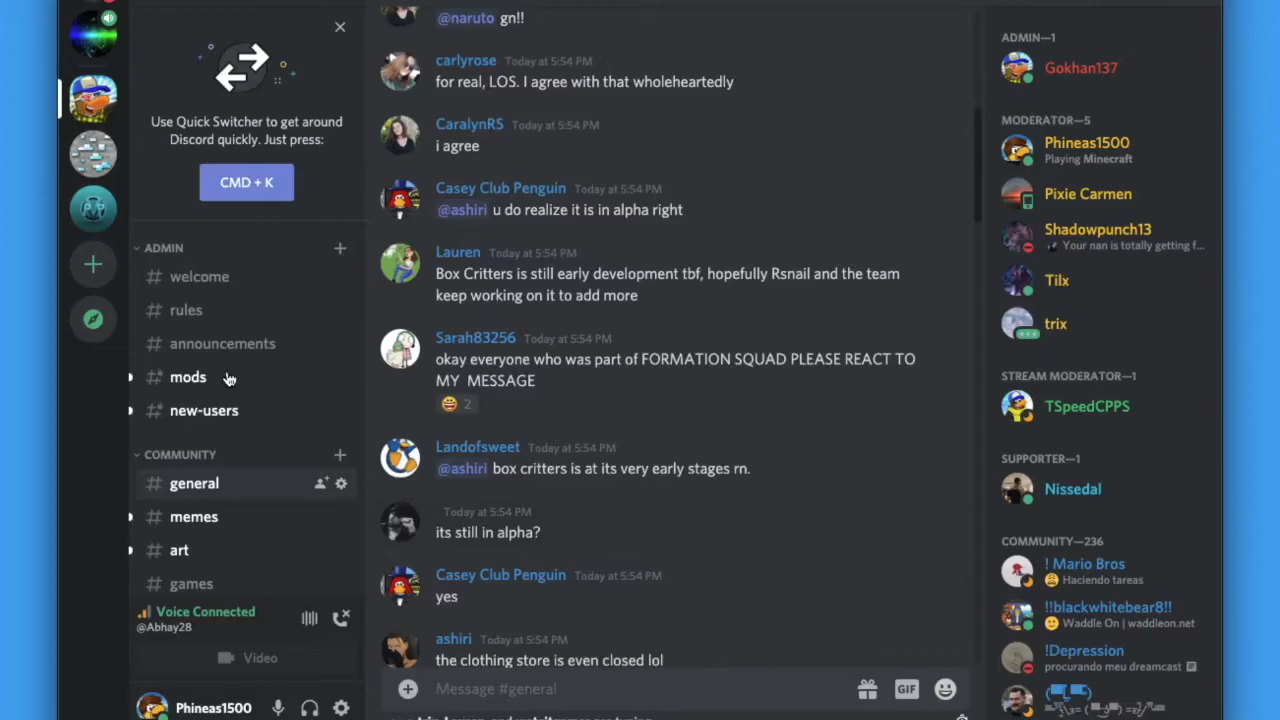 Use Quick Switcher to get around
Discord quickly. Just press:
CMD + K
ADMIN
welcome
rules
announcements
mods
new-users
COMMUNITY
general
memes
art
games
Voice Connected
@Abhay28
Video
Phineas1500
@naruto gn!!
carlyrose Today at 5:54 PM
for real, LOS. I agree with that wholeheartedly
CaralynRS Today at 5:54 PM
i agree
Casey Club Penguin Today at 5:54 PM
@ashiri u do realize it is in alpha right
Lauren Today at 5:54 PM
Box Critters is still early development tbf, hopefully Rsnail and the team
keep working on it to add more
Sarah83256 Today at 5:54 PM
okay everyone who was part of FORMATION SQUAD PLEASE REACT TO
MY MESSAGE
2
Landofsweet Today at 5:54 PM
@ashiri box critters is at its very early stages rn.
Today at 5:54 PM
its still in alpha?
Casey Club Penguin Today at 5:54 PM
yes
ashiri Today at 5:54 PM
the clothing store is even closed lol
Message #general
GIF
ADMIN—1
Gokhan137
MODERATOR—5
Phineas1500
Playing Minecraft
Pixie Carmen
Shadowpunch13
Your nan is totally getting f...
Tilx
trix
STREAM MODERATOR—1
TSpeedCPPS
SUPPORTER—1
Nissedal
COMMUNITY—236
! Mario Bros
Haciendo tareas
!!blackwhitebear8!!
Waddle On | waddleon.net
!Depression
procurando meu dreamcast